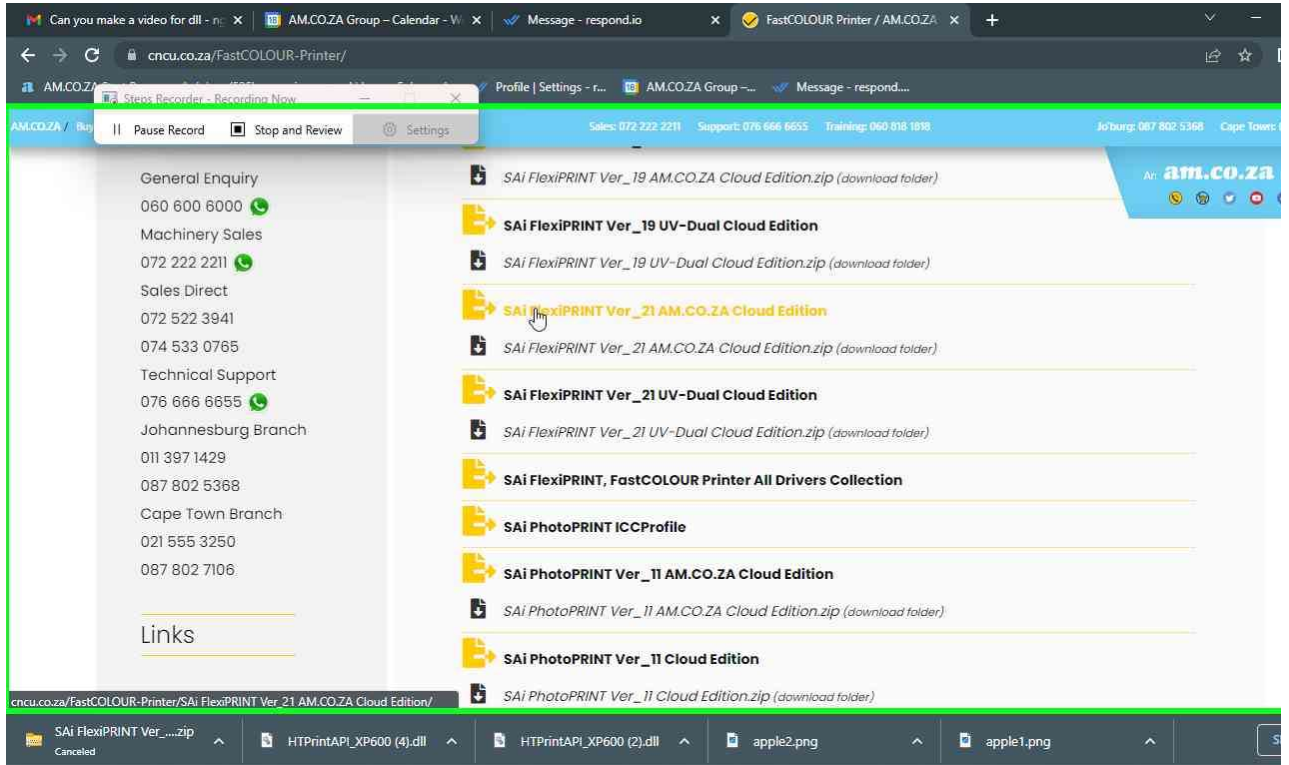 Can you make a video for dll - ng
AM.CO.ZA Group – Calendar - W
Message - respond.io
FastCOLOUR Printer / AM.CO.ZA
cncu.co.za/FastCOLOUR-Printer/
AM.CO.ZA
Profile | Settings - r...
AM.CO.ZA Group –...
Message - respond....
Steps Recorder - Recording Now
Pause Record
Stop and Review
Settings
AM.CO.ZA / Buy
Sales: 072 222 2211 Support: 076 666 6655 Training: 060 818 1818
Jo'burg: 087 802 5368 Cape Town:
An am.co.za
General Enquiry
060 600 6000
Machinery Sales
072 222 2211
Sales Direct
072 522 3941
074 533 0765
Technical Support
076 666 6655
Johannesburg Branch
011 397 1429
087 802 5368
Cape Town Branch
021 555 3250
087 802 7106
Links
SAi FlexiPRINT Ver_19 AM.CO.ZA Cloud Edition.zip (download folder)
SAi FlexiPRINT Ver_19 UV-Dual Cloud Edition
SAi FlexiPRINT Ver_19 UV-Dual Cloud Edition.zip (download folder)
SAi FlexiPRINT Ver_21 AM.CO.ZA Cloud Edition
SAi FlexiPRINT Ver_21 AM.CO.ZA Cloud Edition.zip (download folder)
SAi FlexiPRINT Ver_21 UV-Dual Cloud Edition
SAi FlexiPRINT Ver_21 UV-Dual Cloud Edition.zip (download folder)
SAi FlexiPRINT, FastCOLOUR Printer All Drivers Collection
SAi PhotoPRINT ICCProfile
SAi PhotoPRINT Ver_11 AM.CO.ZA Cloud Edition
SAi PhotoPRINT Ver_11 AM.CO.ZA Cloud Edition.zip (download folder)
SAi PhotoPRINT Ver_11 Cloud Edition
SAi PhotoPRINT Ver_11 Cloud Edition.zip (download folder)
cncu.co.za/FastCOLOUR-Printer/SAi FlexiPRINT Ver_21 AM.CO.ZA Cloud Edition/
SAi FlexiPRINT Ver_....zip
Canceled
HTPrintAPI_XP600 (4).dll
HTPrintAPI_XP600 (2).dll
apple2.png
apple1.png